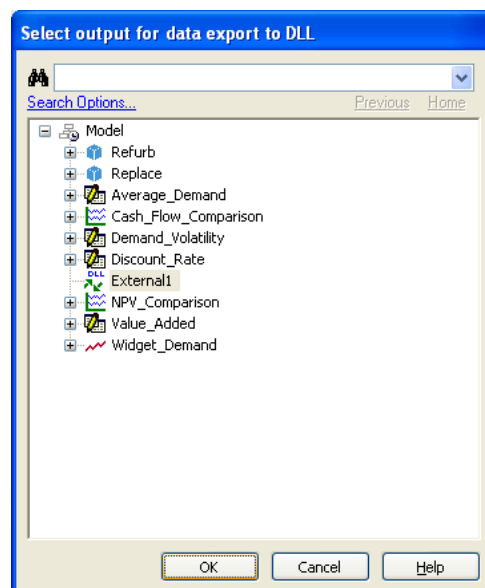 Select output for data export to DLL
Search Options...
Previous Home
Model
Refurb
Replace
Average_Demand
Cash_Flow_Comparison
Demand_Volatility
Discount_Rate
DLL
External1
NPV_Comparison
Value_Added
Widget_Demand
OK Cancel Help